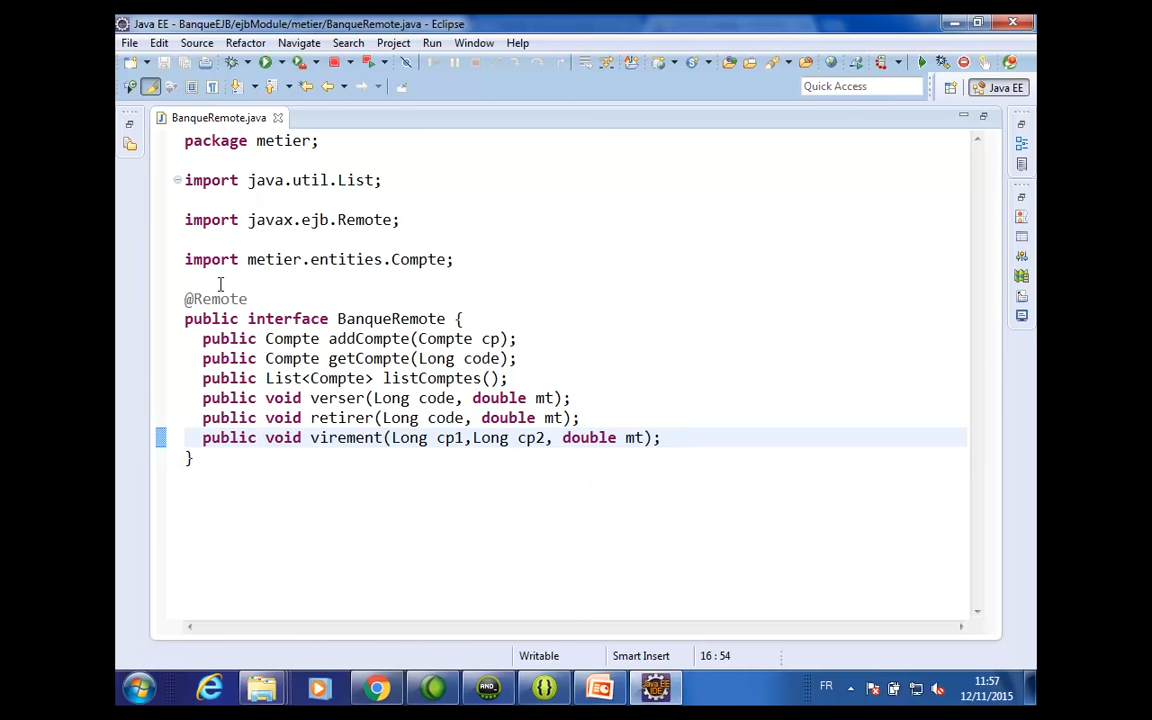 Java EE - BanqueEJB/ejbModule/metier/BanqueRemote.java - Eclipse
File Edit Source Refactor Navigate Search Project Run Window Help
Quick Access
Java EE
BanqueRemote.java
package metier;
import java.util.List;
import javax.ejb.Remote;
import metier.entities.Compte;
@Remote
public interface BanqueRemote {
public Compte addCompte(Compte cp);
public Compte getCompte(Long code);
public List<Compte> listComptes();
public void verser(Long code, double mt);
public void retirer(Long code, double mt);
public void virement(Long cp1,Long cp2, double mt);
}
Writable Smart Insert 16 : 54
FR 11:57
12/11/2015